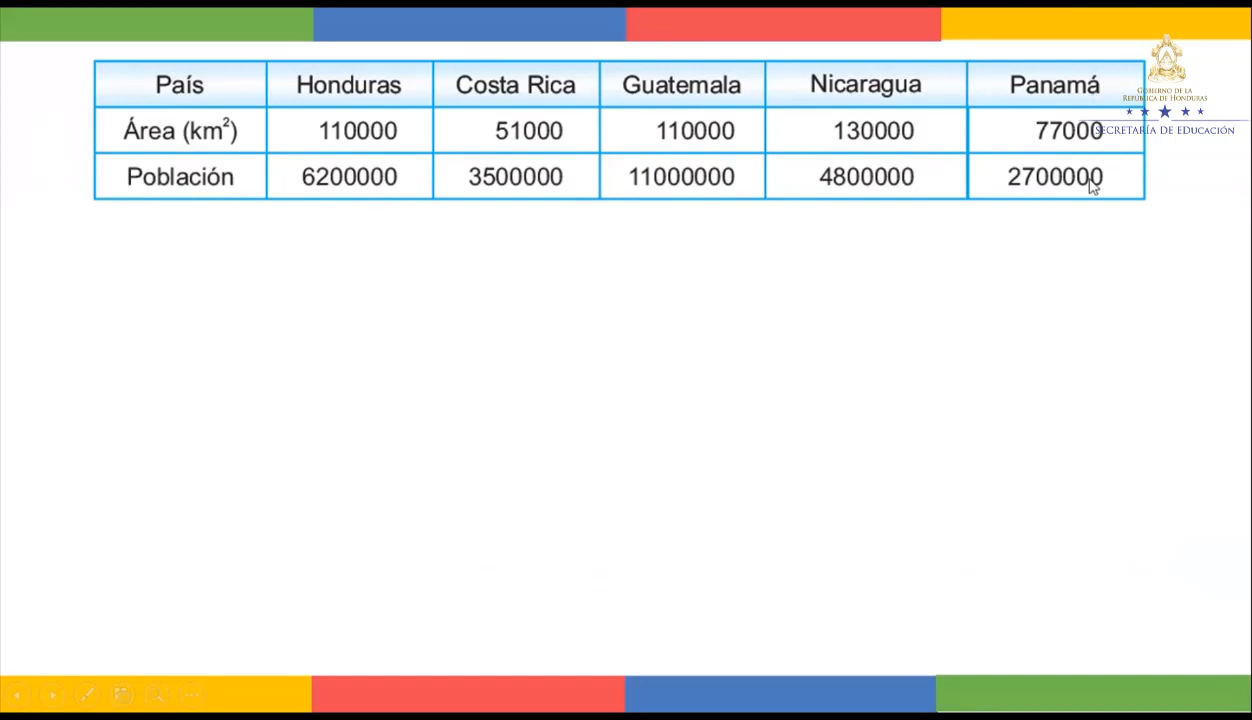 País Honduras Costa Rica Guatemala Nicaragua Panamá
Área (km²) 110000 51000 110000 130000 77000
Población 6200000 3500000 11000000 4800000 2700000
GOBIERNO DE LA
REPÚBLICA DE HONDURAS
SECRETARÍA DE EDUCACIÓN